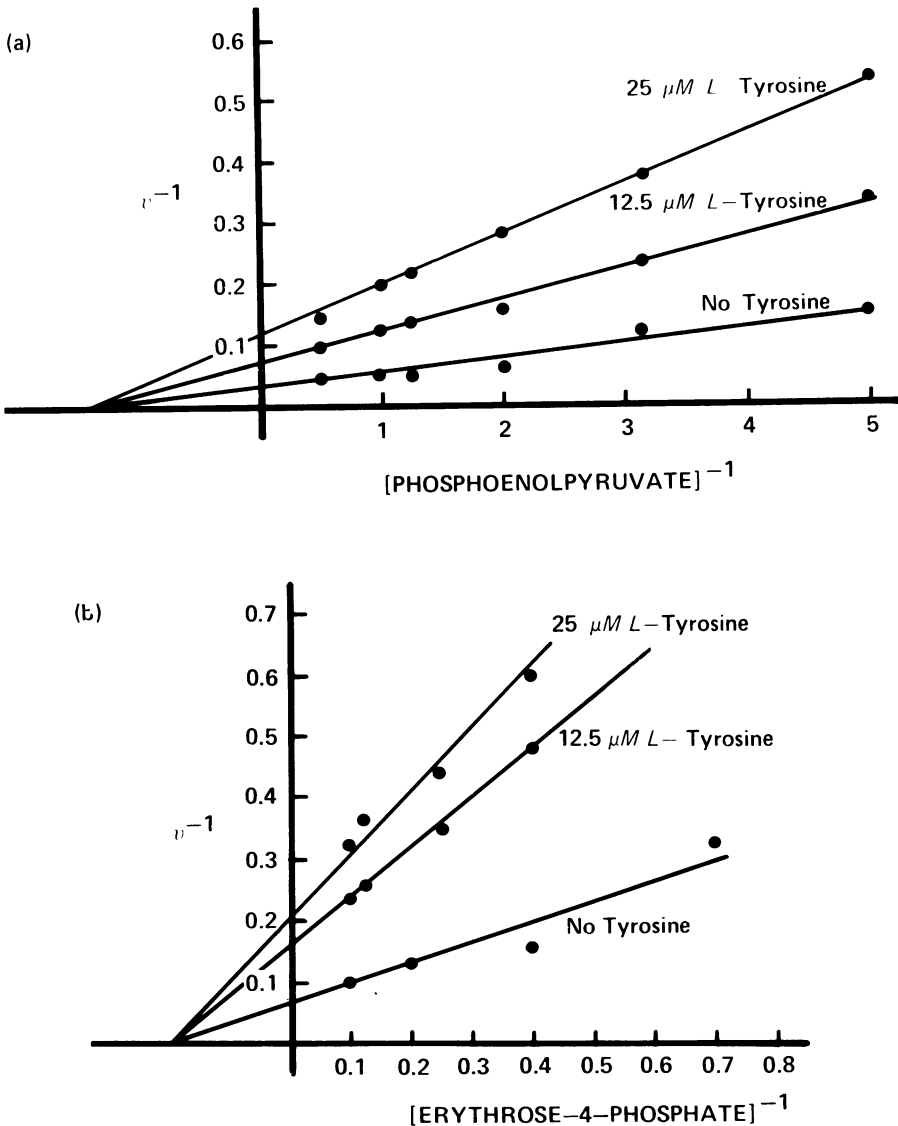 (a)
0.6
0.5
0.4
0.3
0.2
0.1
v−1
25 μM L Tyrosine
12.5 μM L−Tyrosine
No Tyrosine
1 2 3 4 5
[PHOSPHOENOLPYRUVATE]−1
(b)
0.7
0.6
0.5
0.4
0.3
0.2
0.1
v−1
25 μM L−Tyrosine
12.5 μM L− Tyrosine
No Tyrosine
0.1 0.2 0.3 0.4 0.5 0.6 0.7 0.8
[ERYTHROSE−4−PHOSPHATE]−1